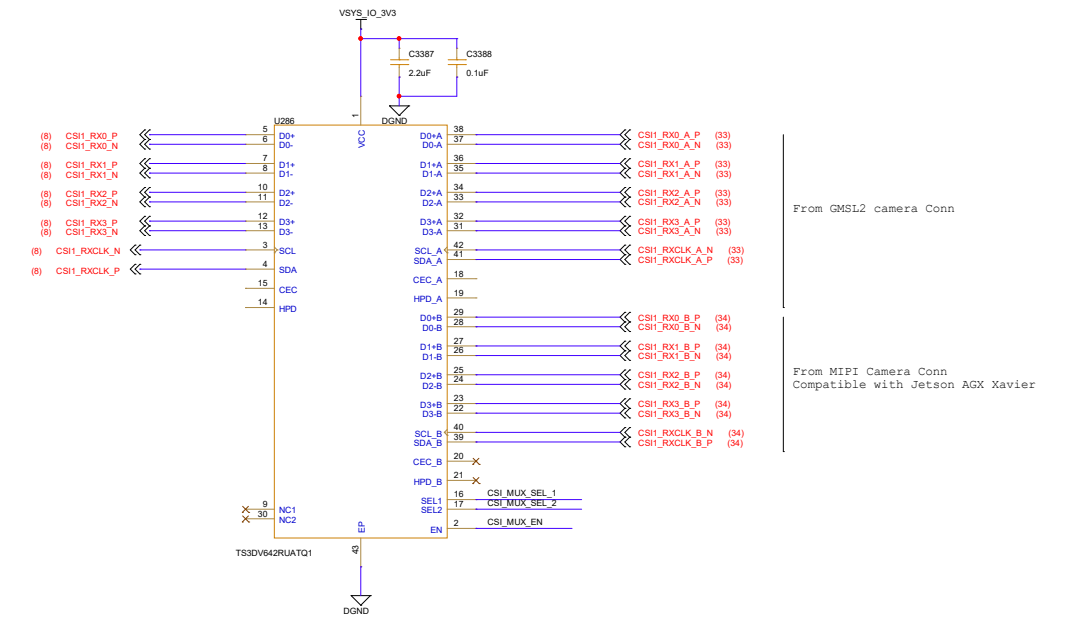 VSYS_IO_3V3
C3387
C3388
2.2uF
0.1uF
DGND
U286
1
VCC
(8) CSI1_RX0_P 5 D0+
(8) CSI1_RX0_N 6 D0-
(8) CSI1_RX1_P 7 D1+
(8) CSI1_RX1_N 8 D1-
(8) CSI1_RX2_P 10 D2+
(8) CSI1_RX2_N 11 D2-
(8) CSI1_RX3_P 12 D3+
(8) CSI1_RX3_N 13 D3-
(8) CSI1_RXCLK_N 3 SCL
(8) CSI1_RXCLK_P 4 SDA
15 CEC
14 HPD
9 NC1
30 NC2
D0+A 38 CSI1_RX0_A_P (33)
D0-A 37 CSI1_RX0_A_N (33)
D1+A 36 CSI1_RX1_A_P (33)
D1-A 35 CSI1_RX1_A_N (33)
D2+A 34 CSI1_RX2_A_P (33)
D2-A 33 CSI1_RX2_A_N (33)
D3+A 32 CSI1_RX3_A_P (33)
D3-A 31 CSI1_RX3_A_N (33)
SCL_A 42 CSI1_RXCLK_A_N (33)
SDA_A 41 CSI1_RXCLK_A_P (33)
CEC_A 18
HPD_A 19
From GMSL2 camera Conn
D0+B 29 CSI1_RX0_B_P (34)
D0-B 28 CSI1_RX0_B_N (34)
D1+B 27 CSI1_RX1_B_P (34)
D1-B 26 CSI1_RX1_B_N (34)
D2+B 25 CSI1_RX2_B_P (34)
D2-B 24 CSI1_RX2_B_N (34)
D3+B 23 CSI1_RX3_B_P (34)
D3-B 22 CSI1_RX3_B_N (34)
SCL_B 40 CSI1_RXCLK_B_N (34)
SDA_B 39 CSI1_RXCLK_B_P (34)
CEC_B 20
HPD_B 21
From MIPI Camera Conn
Compatible with Jetson AGX Xavier
SEL1 16 CSI_MUX_SEL_1
SEL2 17 CSI_MUX_SEL_2
EN 2 CSI_MUX_EN
EP
43
TS3DV642RUATQ1
DGND